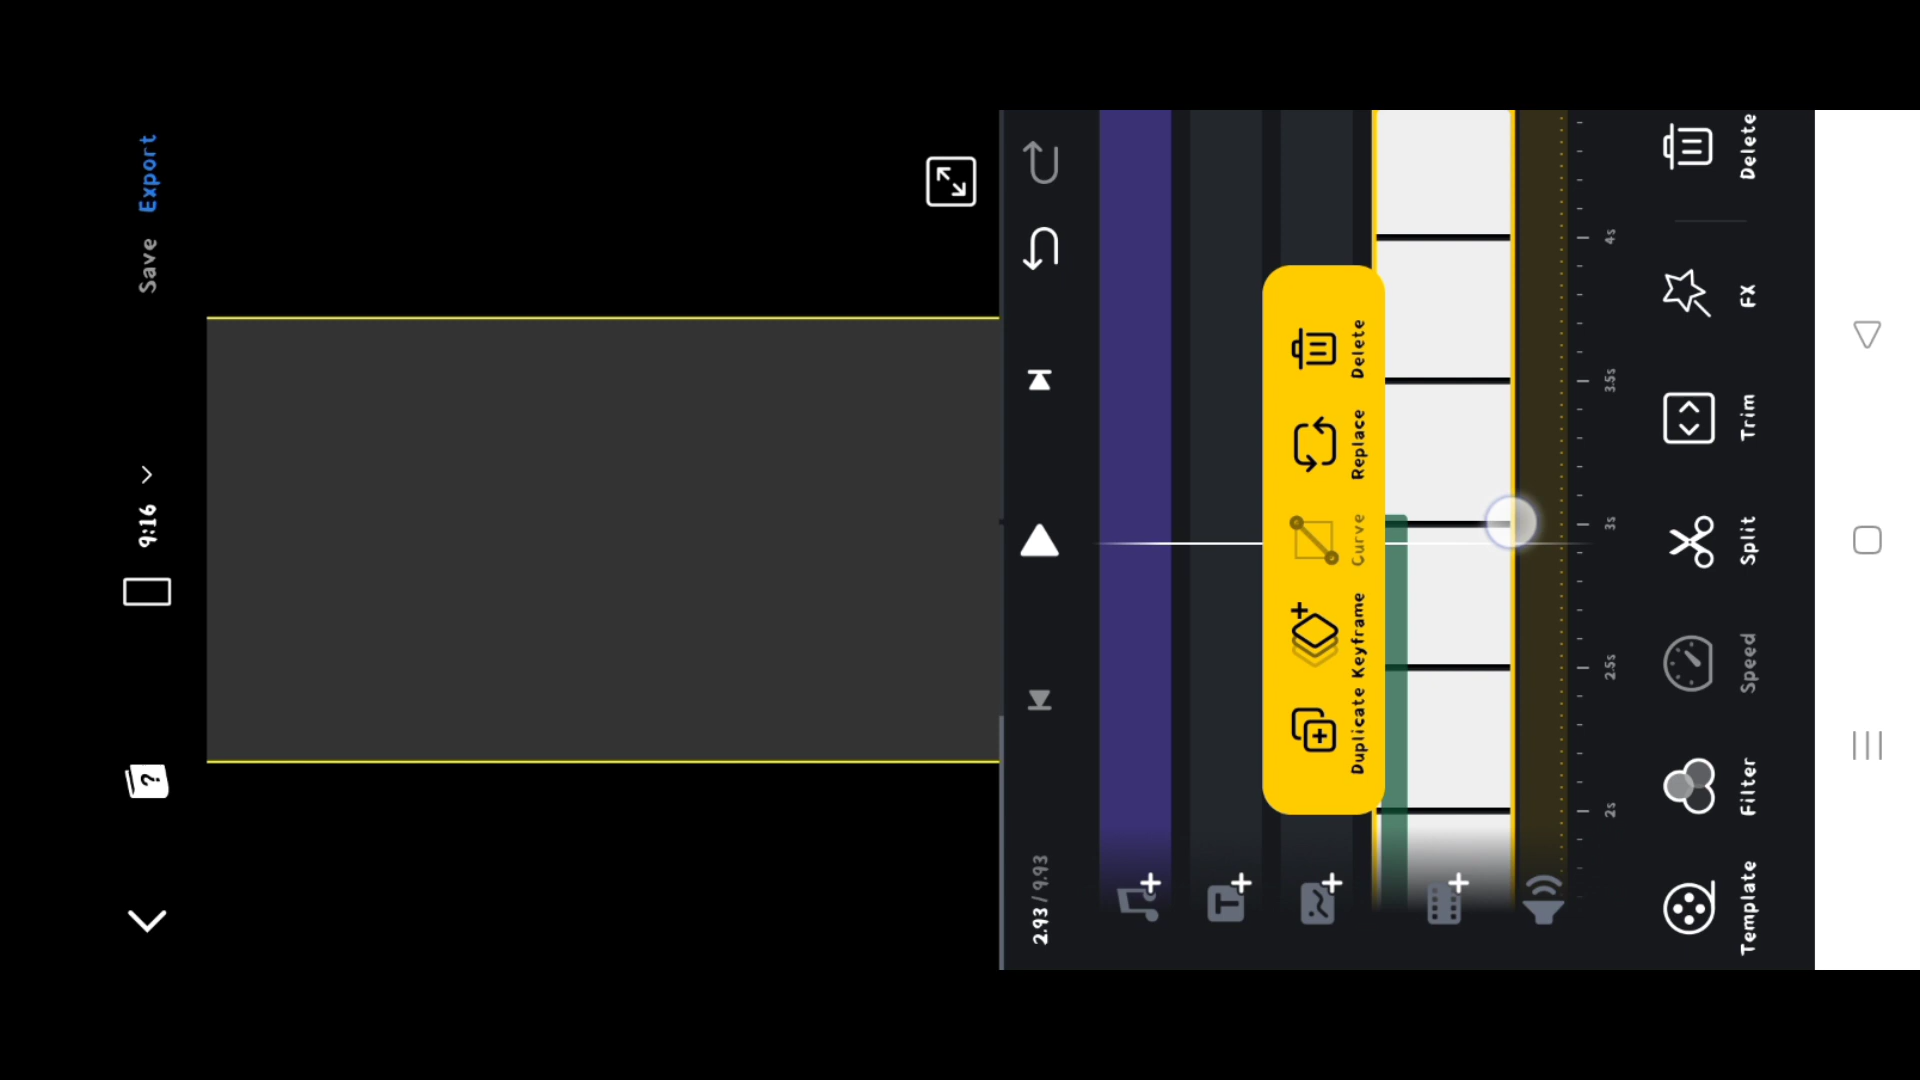 9:16
Save
Export
?
2.93 / 9.93
T
Duplicate
Keyframe
Curve
Replace
Delete
2s
2.5s
3s
3.5s
4s
Template
Filter
Speed
Split
Trim
FX
Delete